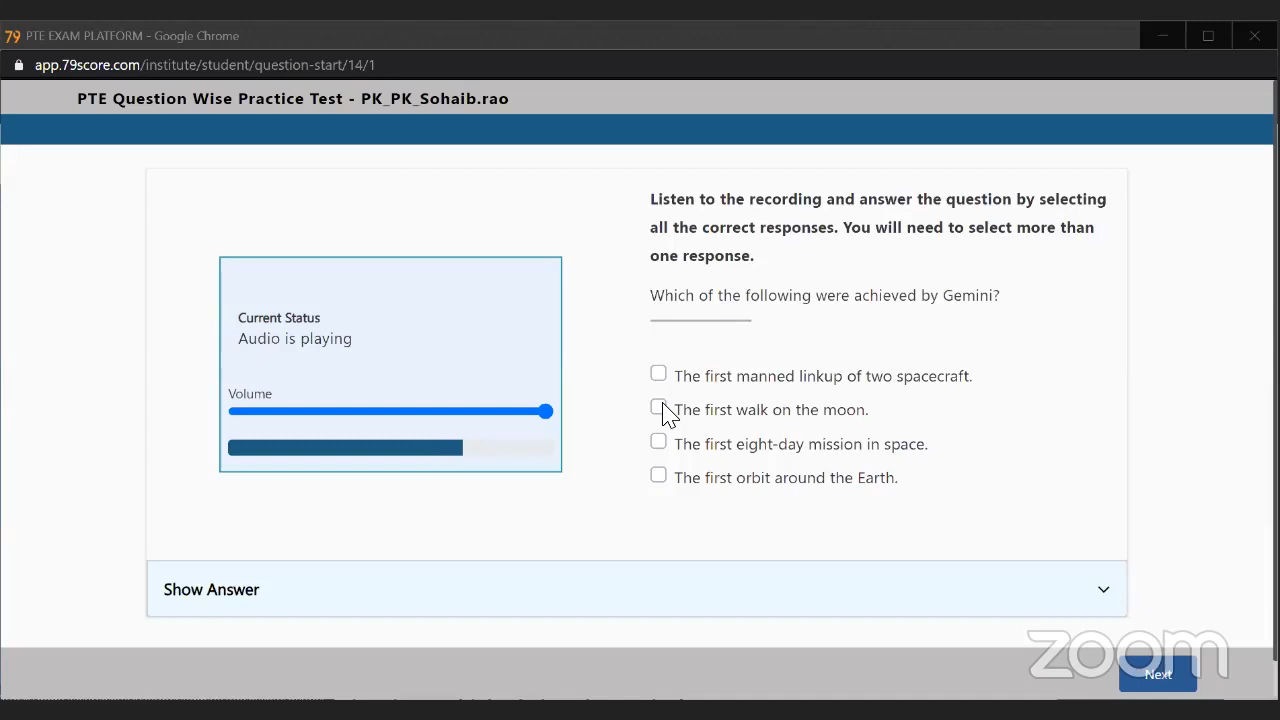 79 PTE EXAM PLATFORM - Google Chrome
app.79score.com/institute/student/question-start/14/1
PTE Question Wise Practice Test - PK_PK_Sohaib.rao
Listen to the recording and answer the question by selecting
all the correct responses. You will need to select more than
one response.
Which of the following were achieved by Gemini?
Current Status
Audio is playing
Volume
The first manned linkup of two spacecraft.
The first walk on the moon.
The first eight-day mission in space.
The first orbit around the Earth.
Show Answer
zoom
Next